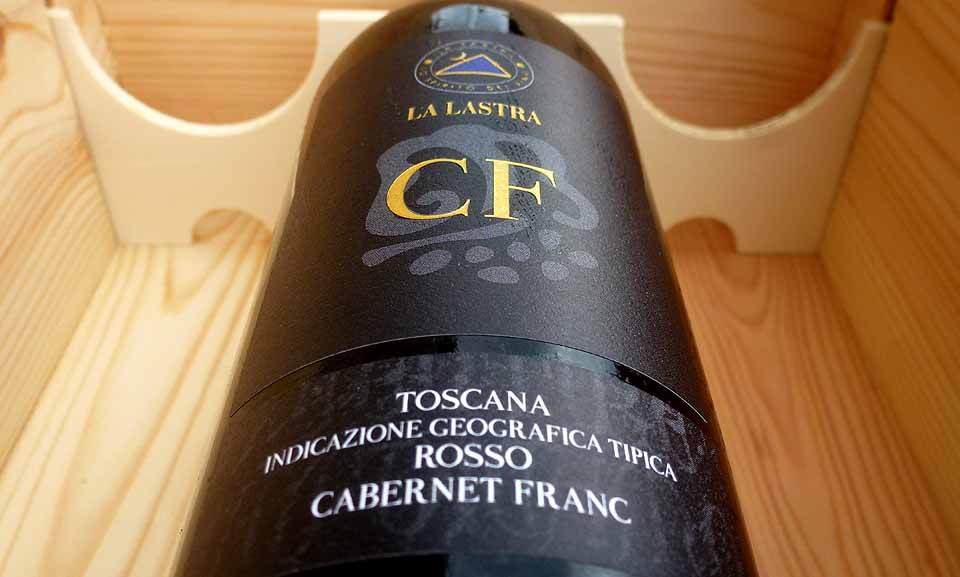 LA LASTRA
CF
TOSCANA
INDICAZIONE GEOGRAFICA TIPICA
ROSSO
CABERNET FRANC